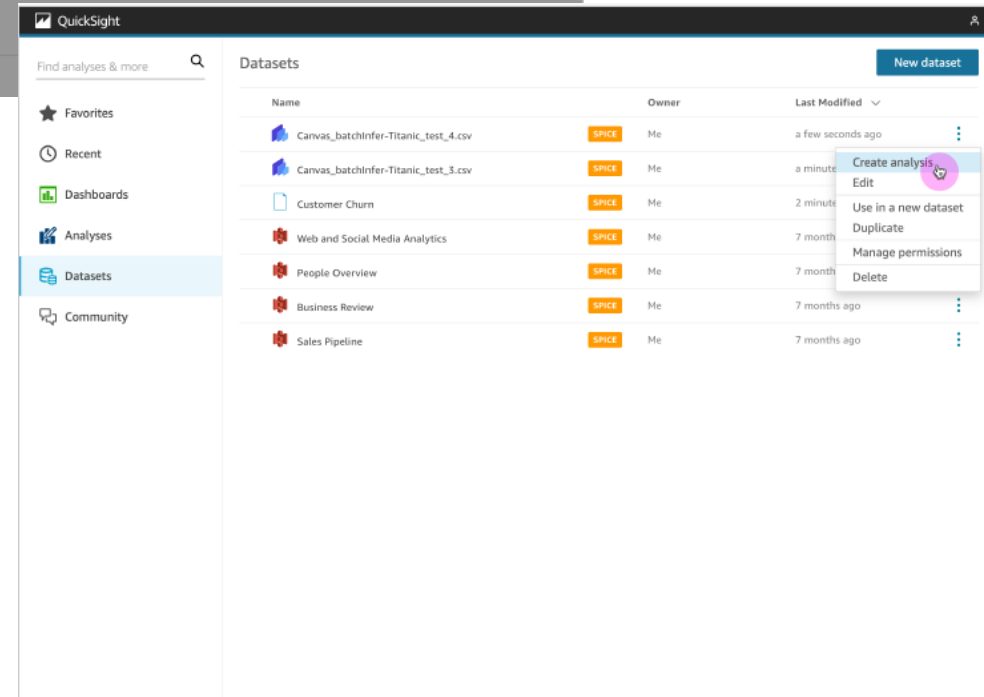 QuickSight
Find analyses & more
Favorites
Recent
Dashboards
Analyses
Datasets
Community
Datasets
New dataset
Name Owner Last Modified
Canvas_batchInfer-Titanic_test_4.csv SPICE Me a few seconds ago
Canvas_batchInfer-Titanic_test_3.csv SPICE Me a minute
Customer Churn SPICE Me 2 minute
Web and Social Media Analytics SPICE Me 7 month
People Overview SPICE Me 7 month
Business Review SPICE Me 7 months ago
Sales Pipeline SPICE Me 7 months ago
Create analysis
Edit
Use in a new dataset
Duplicate
Manage permissions
Delete